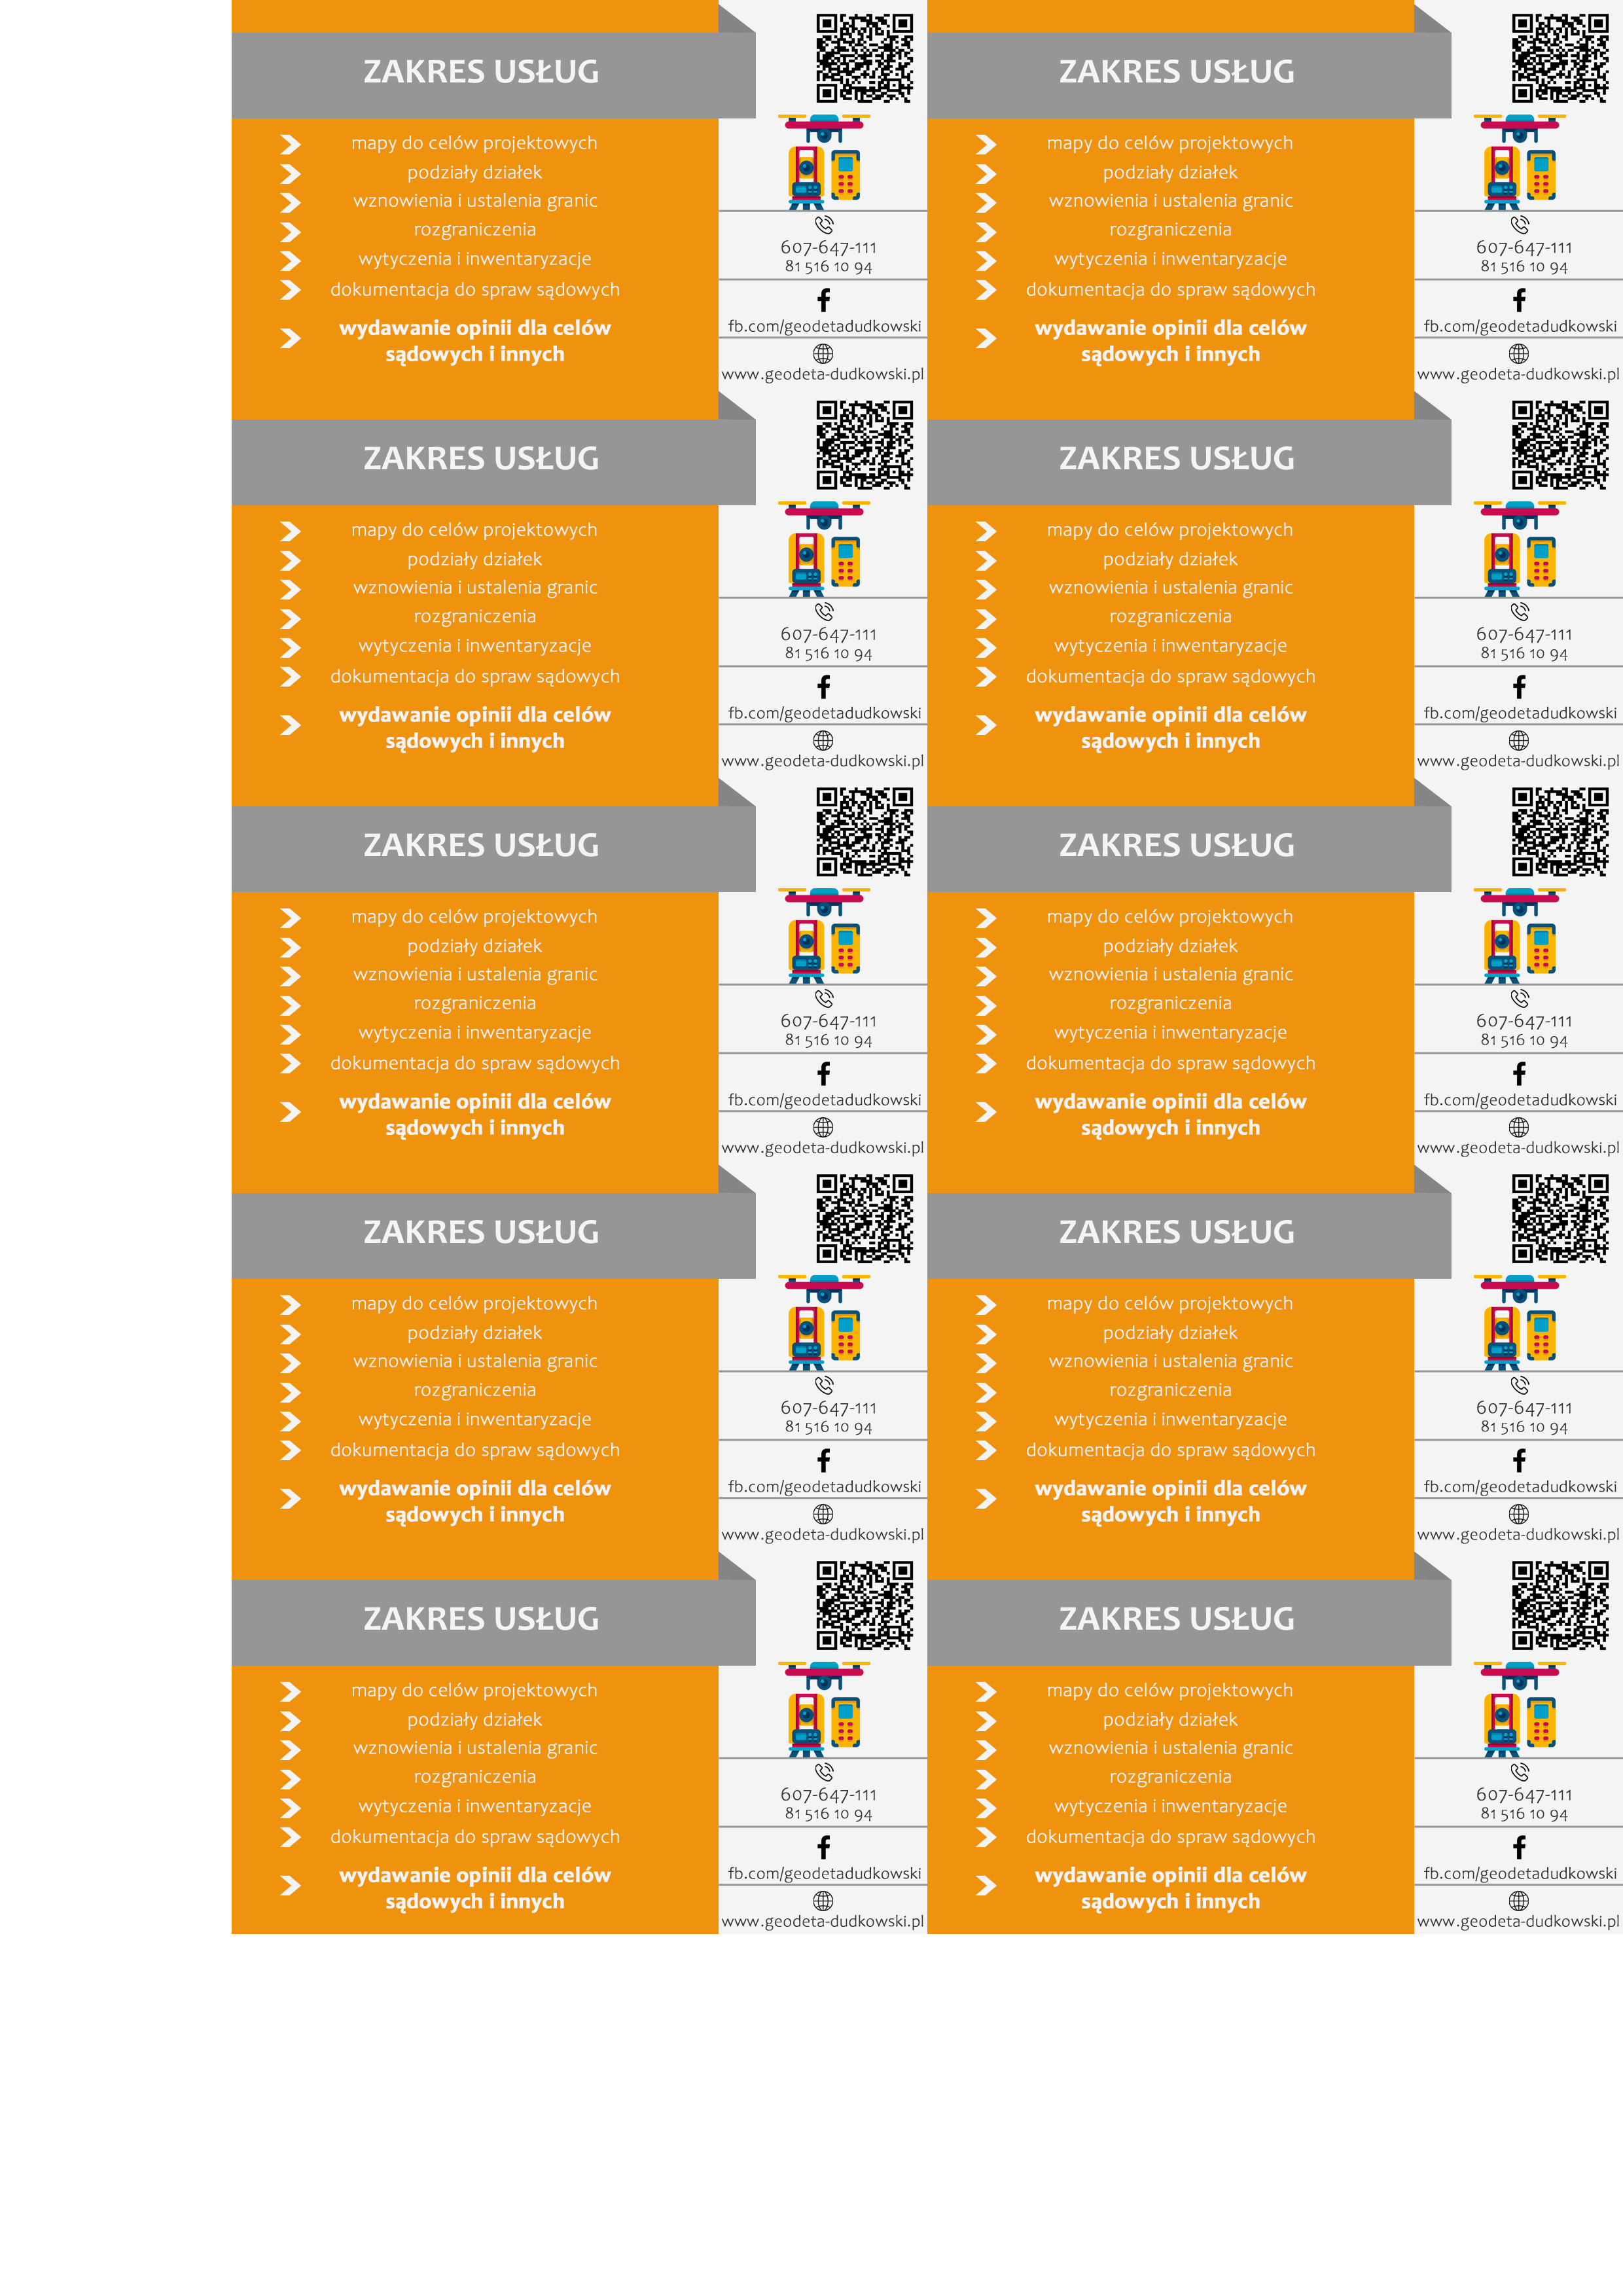 ZAKRES USŁUG
mapy do celów projektowych
podziały działek
wznowienia i ustalenia granic
rozgraniczenia
wytyczenia i inwentaryzacje
dokumentacja do spraw sądowych
wydawanie opinii dla celów
sądowych i innych
607-647-111
81 516 10 94
fb.com/geodetadudkowski
www.geodeta-dudkowski.pl
ZAKRES USŁUG
mapy do celów projektowych
podziały działek
wznowienia i ustalenia granic
rozgraniczenia
wytyczenia i inwentaryzacje
dokumentacja do spraw sądowych
wydawanie opinii dla celów
sądowych i innych
607-647-111
81 516 10 94
fb.com/geodetadudkowski
www.geodeta-dudkowski.pl
ZAKRES USŁUG
mapy do celów projektowych
podziały działek
wznowienia i ustalenia granic
rozgraniczenia
wytyczenia i inwentaryzacje
dokumentacja do spraw sądowych
wydawanie opinii dla celów
sądowych i innych
607-647-111
81 516 10 94
fb.com/geodetadudkowski
www.geodeta-dudkowski.pl
ZAKRES USŁUG
mapy do celów projektowych
podziały działek
wznowienia i ustalenia granic
rozgraniczenia
wytyczenia i inwentaryzacje
dokumentacja do spraw sądowych
wydawanie opinii dla celów
sądowych i innych
607-647-111
81 516 10 94
fb.com/geodetadudkowski
www.geodeta-dudkowski.pl
ZAKRES USŁUG
mapy do celów projektowych
podziały działek
wznowienia i ustalenia granic
rozgraniczenia
wytyczenia i inwentaryzacje
dokumentacja do spraw sądowych
wydawanie opinii dla celów
sądowych i innych
607-647-111
81 516 10 94
fb.com/geodetadudkowski
www.geodeta-dudkowski.pl
ZAKRES USŁUG
mapy do celów projektowych
podziały działek
wznowienia i ustalenia granic
rozgraniczenia
wytyczenia i inwentaryzacje
dokumentacja do spraw sądowych
wydawanie opinii dla celów
sądowych i innych
607-647-111
81 516 10 94
fb.com/geodetadudkowski
www.geodeta-dudkowski.pl
ZAKRES USŁUG
mapy do celów projektowych
podziały działek
wznowienia i ustalenia granic
rozgraniczenia
wytyczenia i inwentaryzacje
dokumentacja do spraw sądowych
wydawanie opinii dla celów
sądowych i innych
607-647-111
81 516 10 94
fb.com/geodetadudkowski
www.geodeta-dudkowski.pl
ZAKRES USŁUG
mapy do celów projektowych
podziały działek
wznowienia i ustalenia granic
rozgraniczenia
wytyczenia i inwentaryzacje
dokumentacja do spraw sądowych
wydawanie opinii dla celów
sądowych i innych
607-647-111
81 516 10 94
fb.com/geodetadudkowski
www.geodeta-dudkowski.pl
ZAKRES USŁUG
mapy do celów projektowych
podziały działek
wznowienia i ustalenia granic
rozgraniczenia
wytyczenia i inwentaryzacje
dokumentacja do spraw sądowych
wydawanie opinii dla celów
sądowych i innych
607-647-111
81 516 10 94
fb.com/geodetadudkowski
www.geodeta-dudkowski.pl
ZAKRES USŁUG
mapy do celów projektowych
podziały działek
wznowienia i ustalenia granic
rozgraniczenia
wytyczenia i inwentaryzacje
dokumentacja do spraw sądowych
wydawanie opinii dla celów
sądowych i innych
607-647-111
81 516 10 94
fb.com/geodetadudkowski
www.geodeta-dudkowski.pl